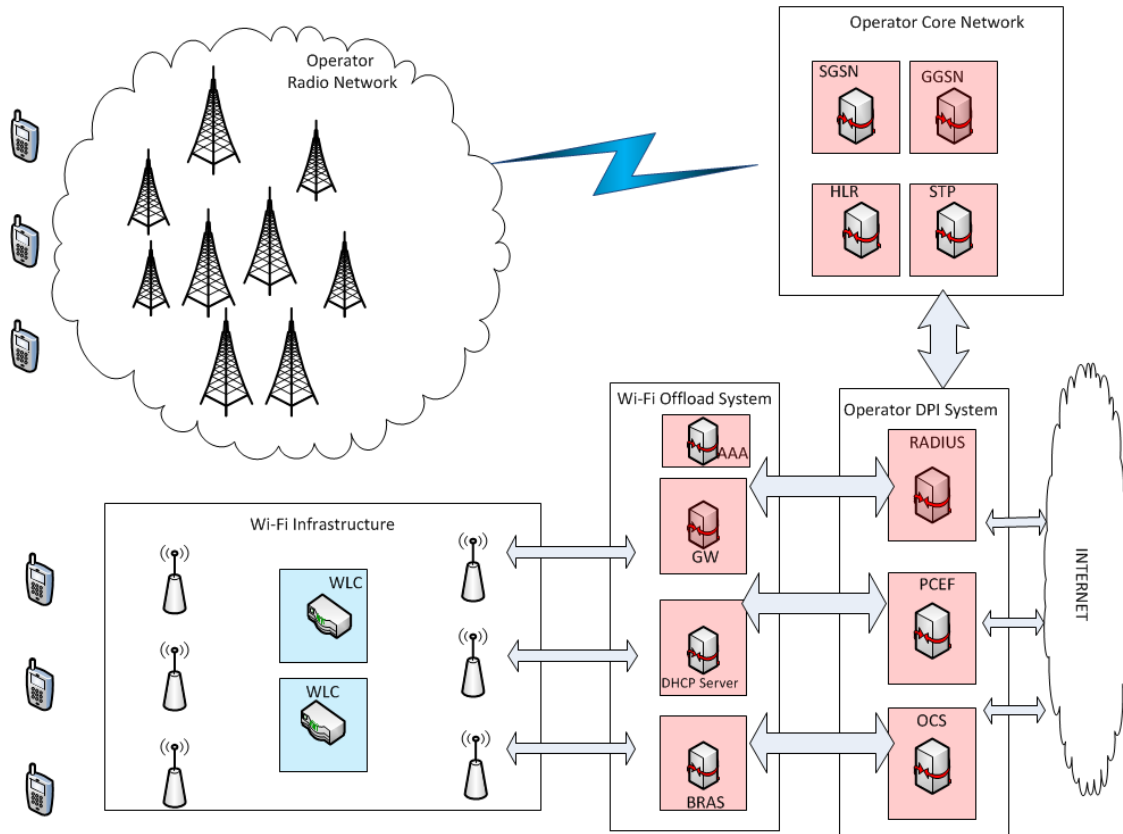 Operator
Radio Network
Operator Core Network
SGSN
GGSN
HLR
STP
Wi-Fi Offload System
AAA
GW
DHCP Server
BRAS
Operator DPI System
RADIUS
PCEF
OCS
Wi-Fi Infrastructure
WLC
WLC
INTERNET